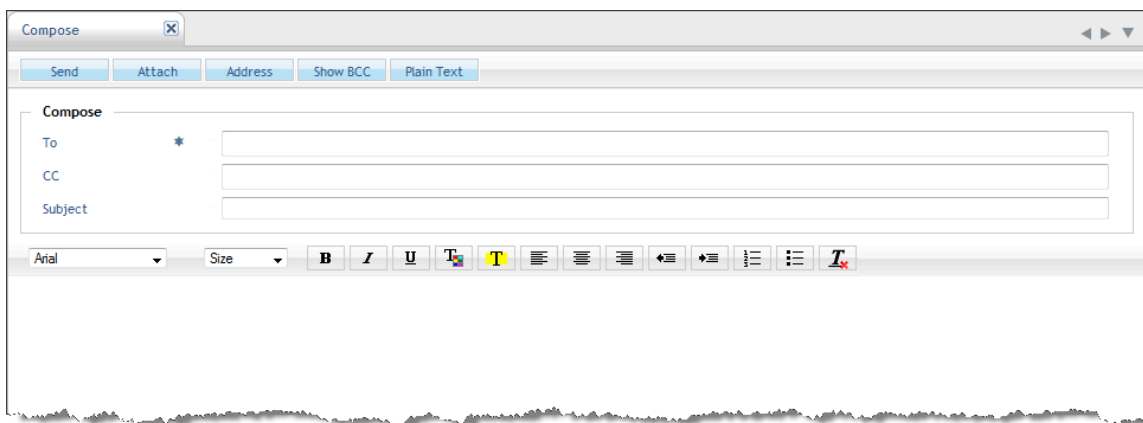 Compose
Send Attach Address Show BCC Plain Text
Compose
To *
CC
Subject
Arial Size B I U T T T